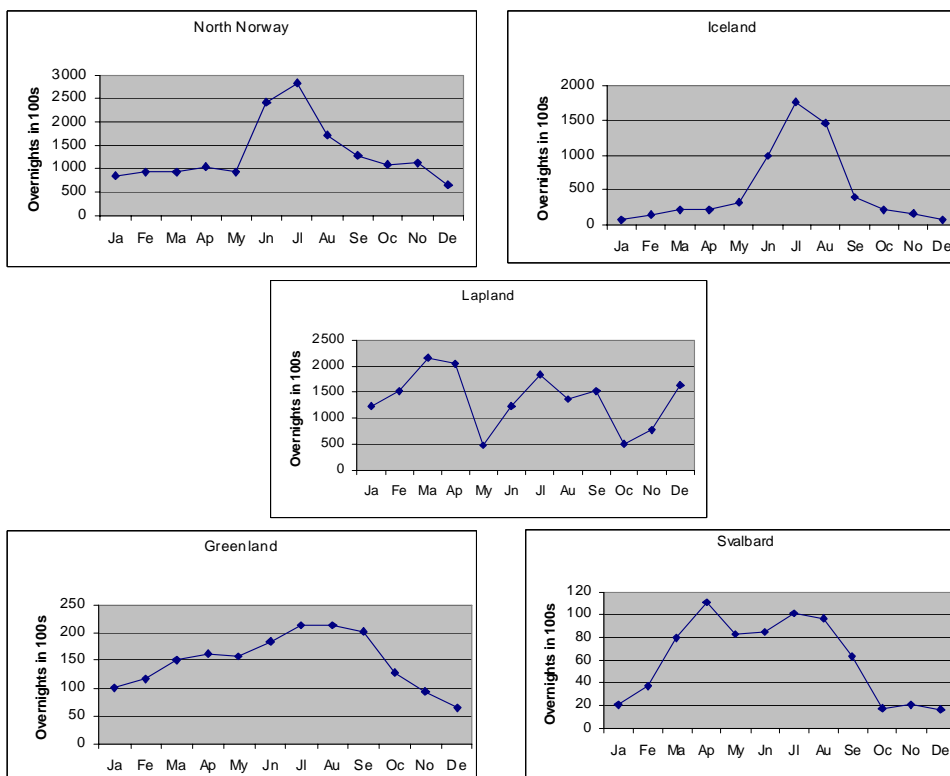 North Norway
Overnights in 100s
3000
2500
2000
1500
1000
500
0
Ja Fe Ma Ap My Jn Jl Au Se Oc No De
Iceland
Overnights in 100s
2000
1500
1000
500
0
Ja Fe Ma Ap My Jn Jl Au Se Oc No De
Lapland
Overnights in 100s
2500
2000
1500
1000
500
0
Ja Fe Ma Ap My Jn Jl Au Se Oc No De
Greenland
Overnights in 100s
250
200
150
100
50
0
Ja Fe Ma Ap My Jn Jl Au Se Oc No De
Svalbard
Overnights in 100s
120
100
80
60
40
20
0
Ja Fe Ma Ap My Jn Jl Au Se Oc No De